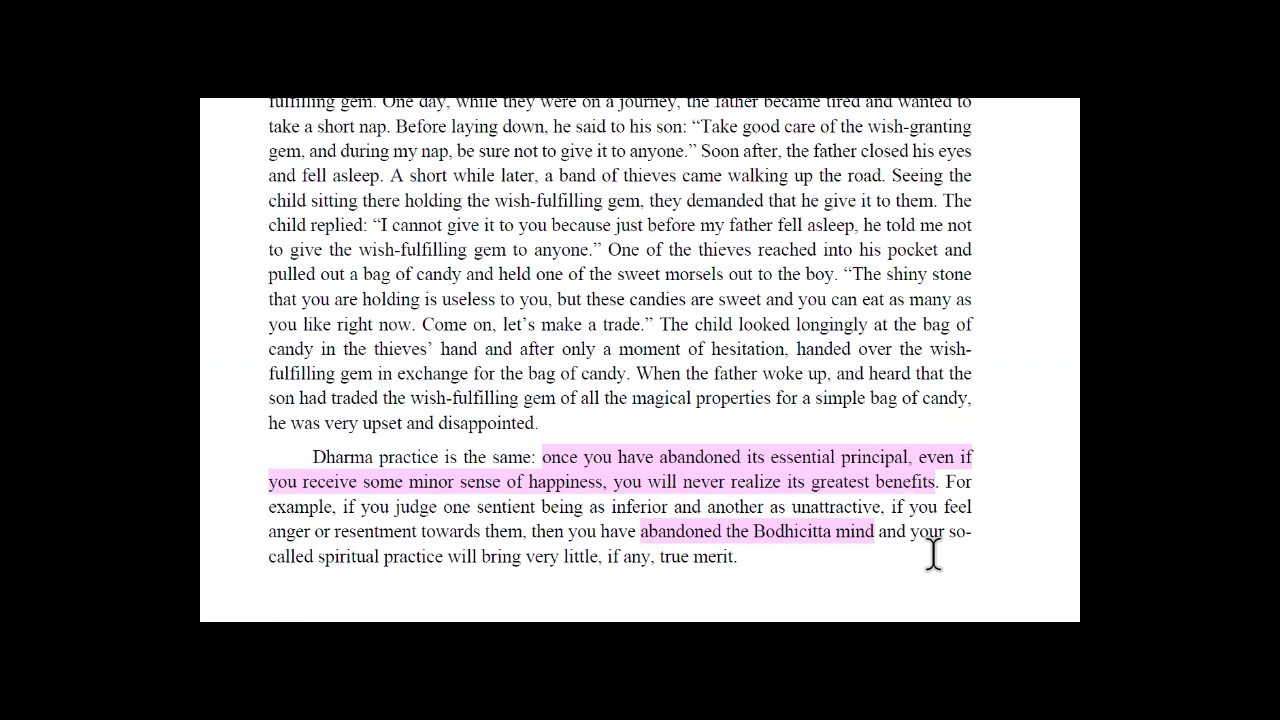 fulfilling gem. One day, while they were on a journey, the father became tired and wanted to
take a short nap. Before laying down, he said to his son: “Take good care of the wish-granting
gem, and during my nap, be sure not to give it to anyone.” Soon after, the father closed his eyes
and fell asleep. A short while later, a band of thieves came walking up the road. Seeing the
child sitting there holding the wish-fulfilling gem, they demanded that he give it to them. The
child replied: “I cannot give it to you because just before my father fell asleep, he told me not
to give the wish-fulfilling gem to anyone.” One of the thieves reached into his pocket and
pulled out a bag of candy and held one of the sweet morsels out to the boy. “The shiny stone
that you are holding is useless to you, but these candies are sweet and you can eat as many as
you like right now. Come on, let’s make a trade.” The child looked longingly at the bag of
candy in the thieves’ hand and after only a moment of hesitation, handed over the wish-
fulfilling gem in exchange for the bag of candy. When the father woke up, and heard that the
son had traded the wish-fulfilling gem of all the magical properties for a simple bag of candy,
he was very upset and disappointed.
Dharma practice is the same: once you have abandoned its essential principal, even if
you receive some minor sense of happiness, you will never realize its greatest benefits. For
example, if you judge one sentient being as inferior and another as unattractive, if you feel
anger or resentment towards them, then you have abandoned the Bodhicitta mind and your so-
called spiritual practice will bring very little, if any, true merit.